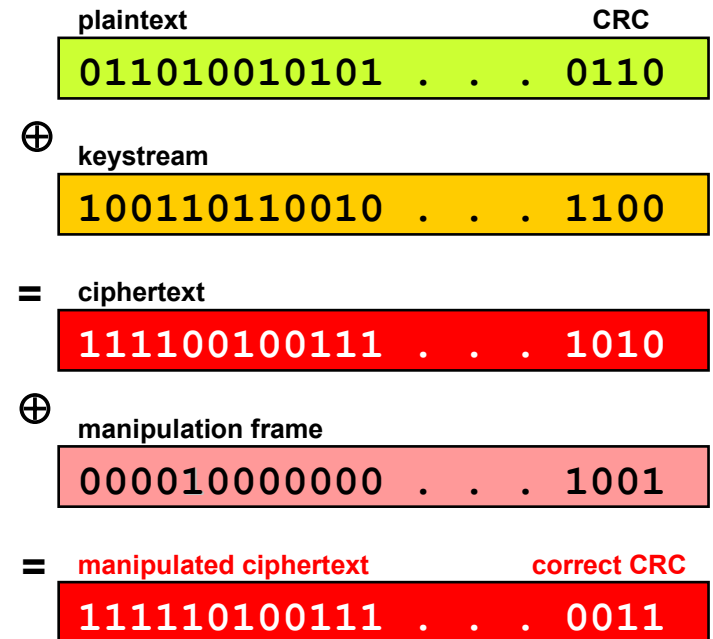 plaintext CRC
011010010101 . . . 0110
⊕
keystream
100110110010 . . . 1100
= ciphertext
111100100111 . . . 1010
⊕
manipulation frame
000010000000 . . . 1001
= manipulated ciphertext correct CRC
111110100111 . . . 0011